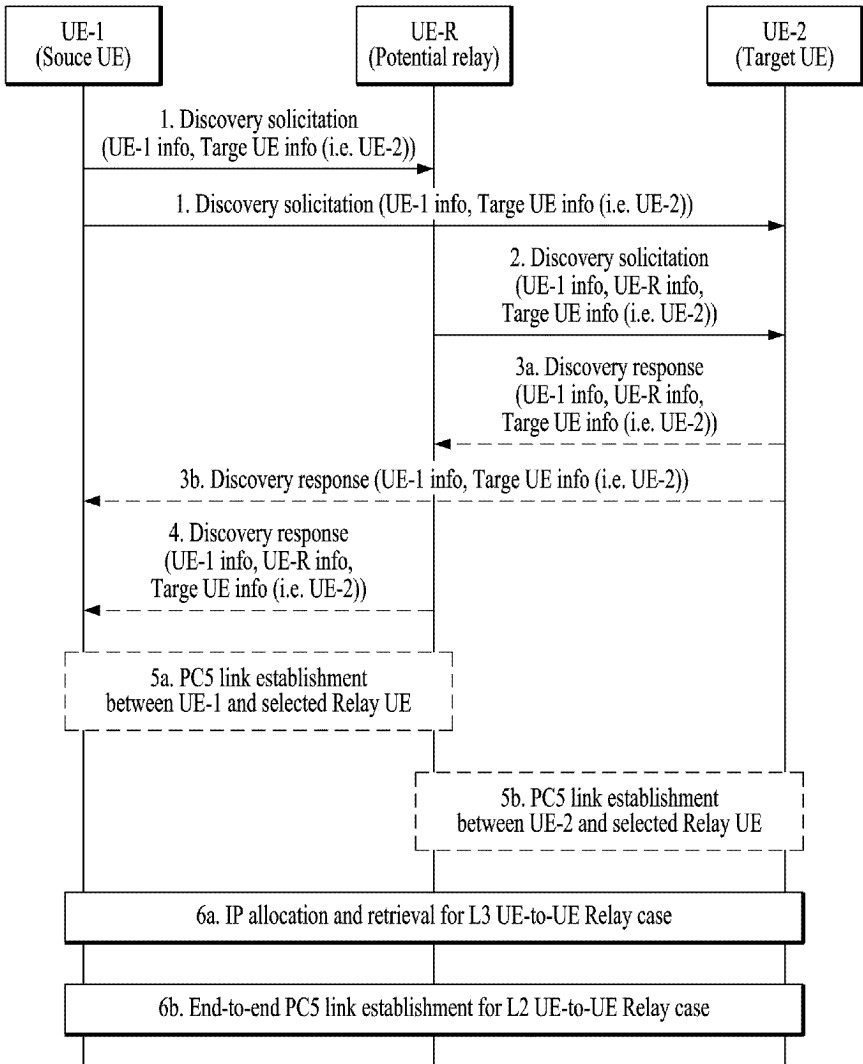 UE-1
(Souce UE)
UE-R
(Potential relay)
UE-2
(Target UE)
1. Discovery solicitation
(UE-1 info, Targe UE info (i.e. UE-2))
1. Discovery solicitation (UE-1 info, Targe UE info (i.e. UE-2))
2. Discovery solicitation
(UE-1 info, UE-R info,
Targe UE info (i.e. UE-2))
3a. Discovery response
(UE-1 info, UE-R info,
Targe UE info (i.e. UE-2))
3b. Discovery response (UE-1 info, Targe UE info (i.e. UE-2))
4. Discovery response
(UE-1 info, UE-R info,
Targe UE info (i.e. UE-2))
5a. PC5 link establishment
between UE-1 and selected Relay UE
5b. PC5 link establishment
between UE-2 and selected Relay UE
6a. IP allocation and retrieval for L3 UE-to-UE Relay case
6b. End-to-end PC5 link establishment for L2 UE-to-UE Relay case